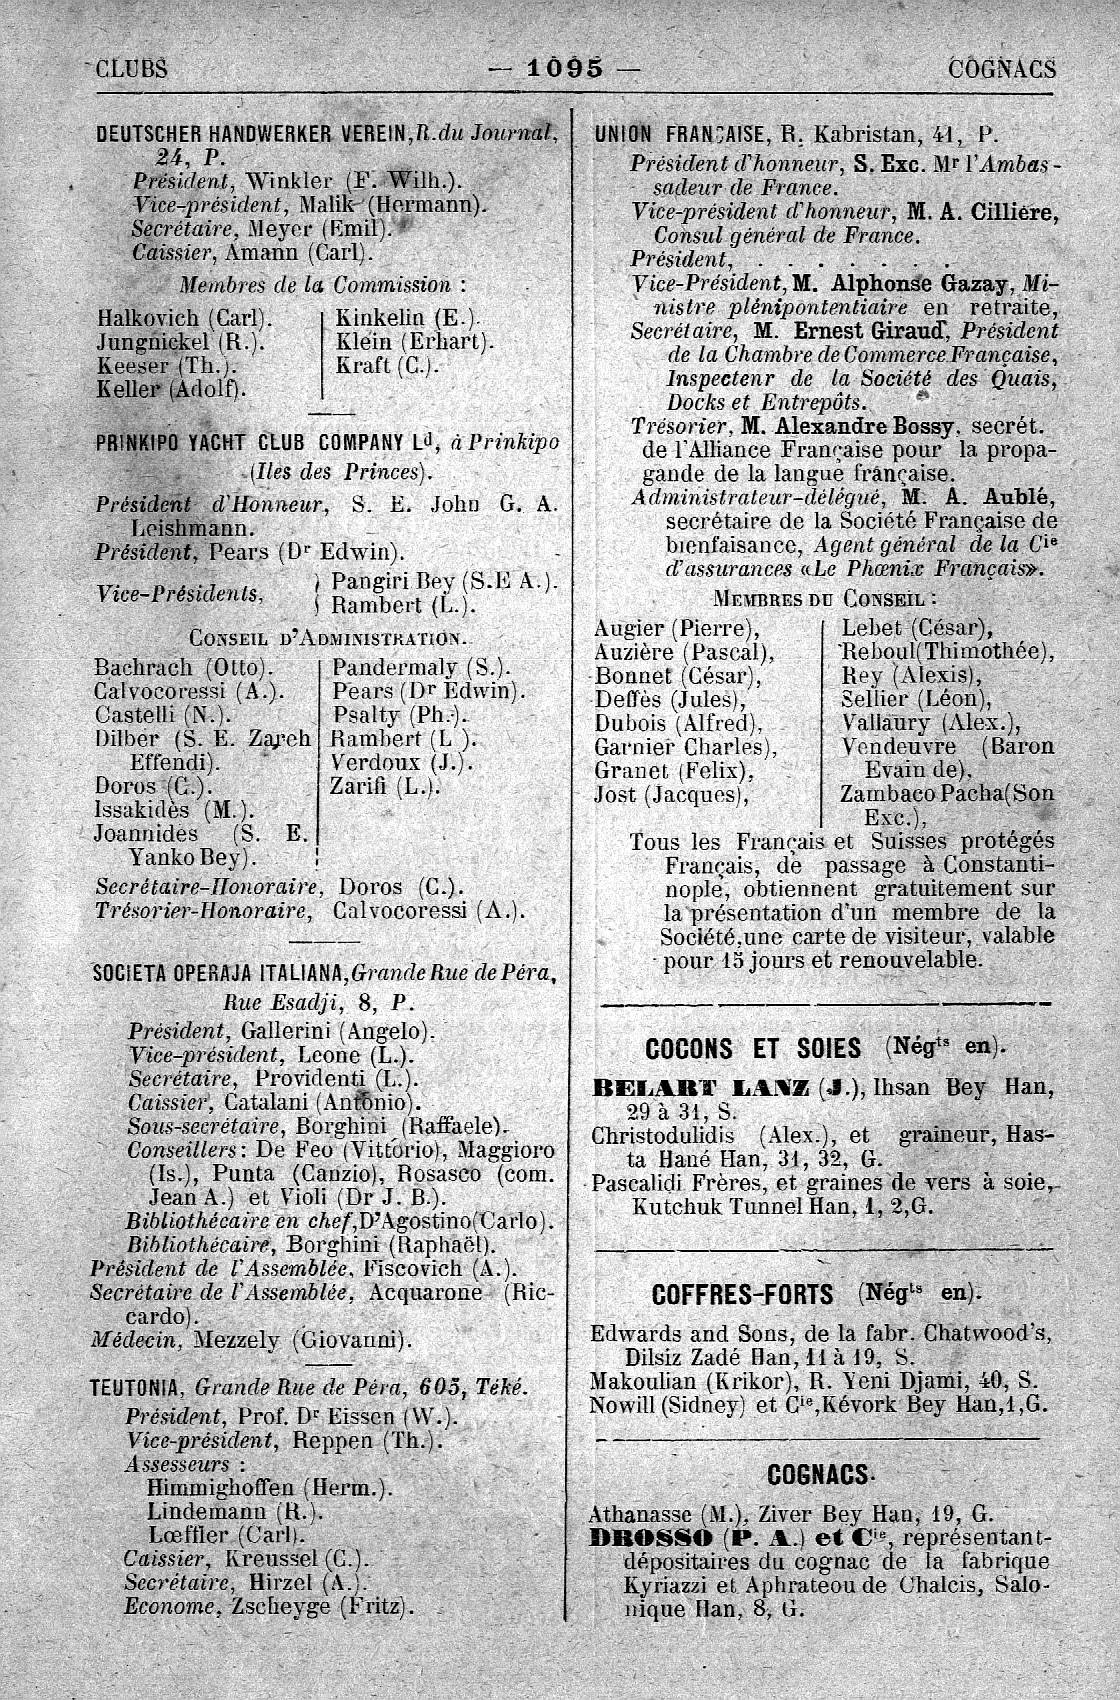 CLUBS — 1095 — COGNACS
DEUTSCHER HANDWERKER VEREIN, R. du Journal,
24, P.
Président, Winkler (F. Wilh.).
Vice-président, Malik (Hermann).
Secrétaire, Meyer (Emil).
Caissier, Amann (Carl).
Membres de la Commission :
Halkovich (Carl).
Jungnickel (R.).
Keeser (Th.).
Keller (Adolf).
Kinkelin (E.).
Klein (Erhart).
Kraft (C.).
PRINKIPO YACHT CLUB COMPANY Ld, à Prinkipo
(Iles des Princes).
Président d'Honneur, S. E. John G. A.
Leishmann.
Président, Pears (Dr Edwin).
Vice-Présidents,
Pangiri Bey (S.E A.).
Rambert (L.).
CONSEIL D'ADMINISTRATION.
Bachrach (Otto).
Calvocoressi (A.).
Castelli (N.).
Dilber (S. E. Zareh
Effendi).
Doros (C.).
Issakidès (M.).
Joannidès (S. E.
Yanko Bey).
Pandermaly (S.).
Pears (Dr Edwin).
Psalty (Ph.).
Rambert (L ).
Verdoux (J.).
Zarifi (L.).
Secrétaire-Honoraire, Doros (C.).
Trésorier-Honoraire, Calvocoressi (A.).
SOCIETA OPERAJA ITALIANA, Grande Rue de Péra,
Rue Esadji, 8, P.
Président, Gallerini (Angelo).
Vice-président, Leone (L.).
Secrétaire, Providenti (L.).
Caissier, Catalani (Antonio).
Sous-secrétaire, Borghini (Raffaele).
Conseillers : De Feo (Vittorio), Maggioro
(Is.), Punta (Canzio), Rosasco (com.
Jean A.) et Violi (Dr J. B.).
Bibliothécaire en chef, D'Agostino (Carlo).
Bibliothécaire, Borghini (Raphaël).
Président de l'Assemblée, Fiscovich (A.).
Secrétaire de l'Assemblée, Acquarone (Ric-
cardo).
Médecin, Mezzely (Giovanni).
TEUTONIA, Grande Rue de Péra, 605, Téké.
Président, Prof. Dr Eissen (W.).
Vice-président, Reppen (Th.).
Assesseurs :
Himmighoffen (Herm.).
Lindemann (R.).
Lœffler (Carl).
Caissier, Kreussel (C.).
Secrétaire, Hirzel (A.).
Econome, Zscheyge (Fritz).
UNION FRANÇAISE, R. Kabristan, 41, P.
Président d'honneur, S. Exc. Mr l'Ambas-
sadeur de France.
Vice-président d'honneur, M. A. Cillière,
Consul général de France.
Président, . . . . . . .
Vice-Président, M. Alphonse Gazay, Mi-
nistre plénipontentiaire en retraite,
Secrétaire, M. Ernest Giraud, Président
de la Chambre de Commerce Française,
Inspectenr de la Société des Quais,
Docks et Entrepôts.
Trésorier, M. Alexandre Bossy, secrét.
de l'Alliance Française pour la propa-
gande de la langue française.
Administrateur-délégué, M. A. Aublé,
secrétaire de la Société Française de
bienfaisance, Agent général de la Cie
d'assurances «Le Phœnix Français».
MEMBRES DU CONSEIL :
Augier (Pierre),
Auzière (Pascal),
Bonnet (César),
Deffès (Jules),
Dubois (Alfred),
Garnier Charles),
Granet (Felix),
Jost (Jacques),
Lebet (César),
Reboul (Thimothée),
Rey (Alexis),
Sellier (Léon),
Vallaury (Alex.),
Vendeuvre (Baron
Evain de),
Zambaco Pacha (Son
Exc.),
Tous les Français et Suisses protégés
Français, de passage à Constanti-
nople, obtiennent gratuitement sur
la présentation d'un membre de la
Société, une carte de visiteur, valable
pour 15 jours et renouvelable.
COCONS ET SOIES (Négts en).
BELART LANZ (J.), Ihsan Bey Han,
29 à 31, S.
Christodulidis (Alex.), et graineur, Has-
ta Hané Han, 31, 32, G.
Pascalidi Frères, et graines de vers à soie,
Kutchuk Tunnel Han, 1, 2, G.
COFFRES-FORTS (Négts en).
Edwards and Sons, de la fabr. Chatwood's,
Dilsiz Zadé Han, 11 à 19, S.
Makoulian (Krikor), R. Yeni Djami, 40, S.
Nowill (Sidney) et Cie, Kévork Bey Han, 1, G.
COGNACS.
Athanasse (M.), Ziver Bey Han, 19, G.
DROSSO (P. A.) et Cie, représentant-
dépositaires du cognac de la fabrique
Kyriazzi et Aphrateou de Chalcis, Salo-
nique Han, 8, G.